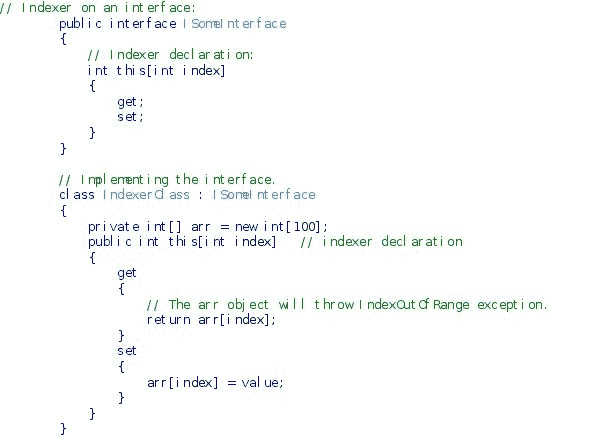 // Indexer on an interface:
public interface ISomeInterface
{
// Indexer declaration:
int this[int index]
{
get;
set;
}
}
// Implementing the interface.
class IndexerClass : ISomeInterface
{
private int[] arr = new int[100];
public int this[int index]   // indexer declaration
{
get
{
// The arr object will throw IndexOutOfRange exception.
return arr[index];
}
set
{
arr[index] = value;
}
}
}